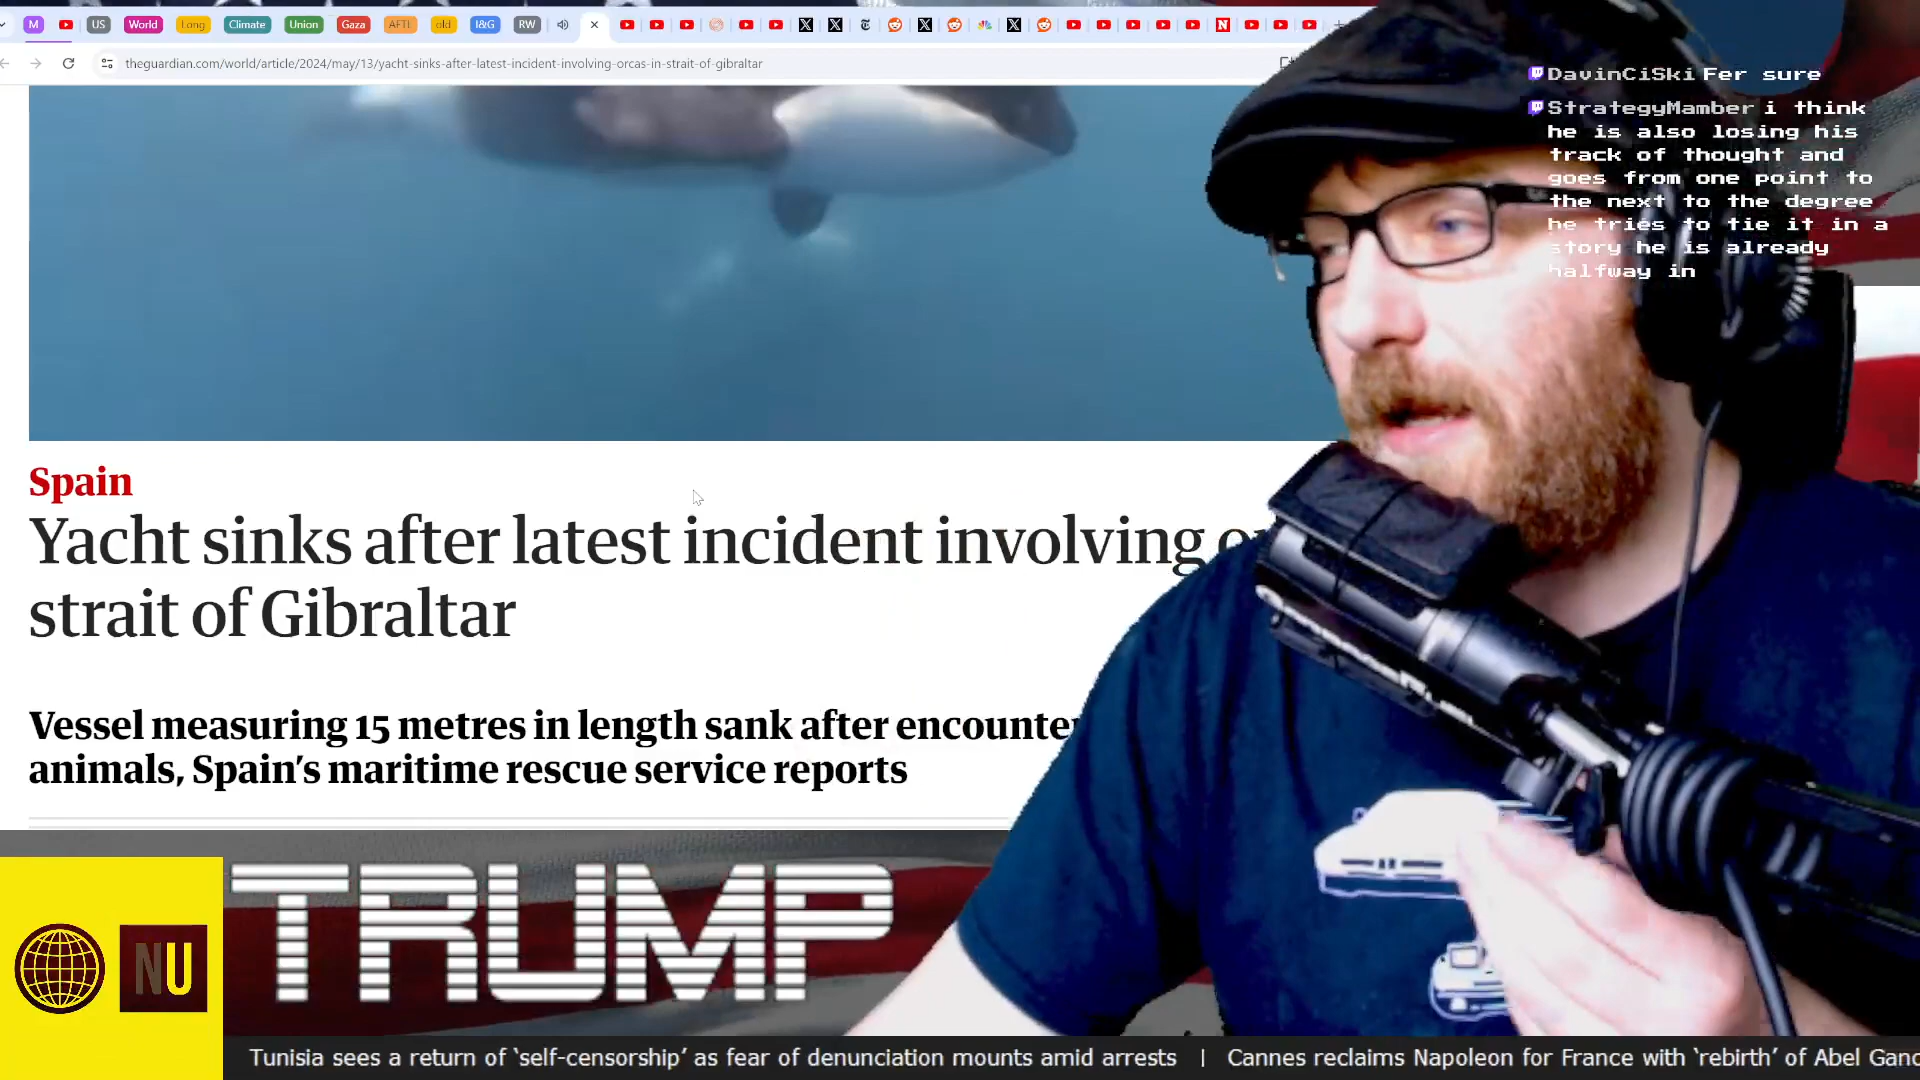 M US World Long Climate Union Gaza AFTL old I&G RW
theguardian.com/world/article/2024/may/13/yacht-sinks-after-latest-incident-involving-orcas-in-strait-of-gibraltar
DavinCiSki Fer sure
StrategyMamber i think
he is also losing his
track of thought and
goes from one point to
the next to the degree
he tries to tie it in a
story he is already
halfway in
Spain
Yacht sinks after latest incident involving
strait of Gibraltar
Vessel measuring 15 metres in length sank after
animals, Spain's maritime rescue service reports
NU
TRUMP
Tunisia sees a return of 'self-censorship' as fear of denunciation mounts amid arrests | Cannes reclaims Napoleon for France with 'rebirth' of Abel